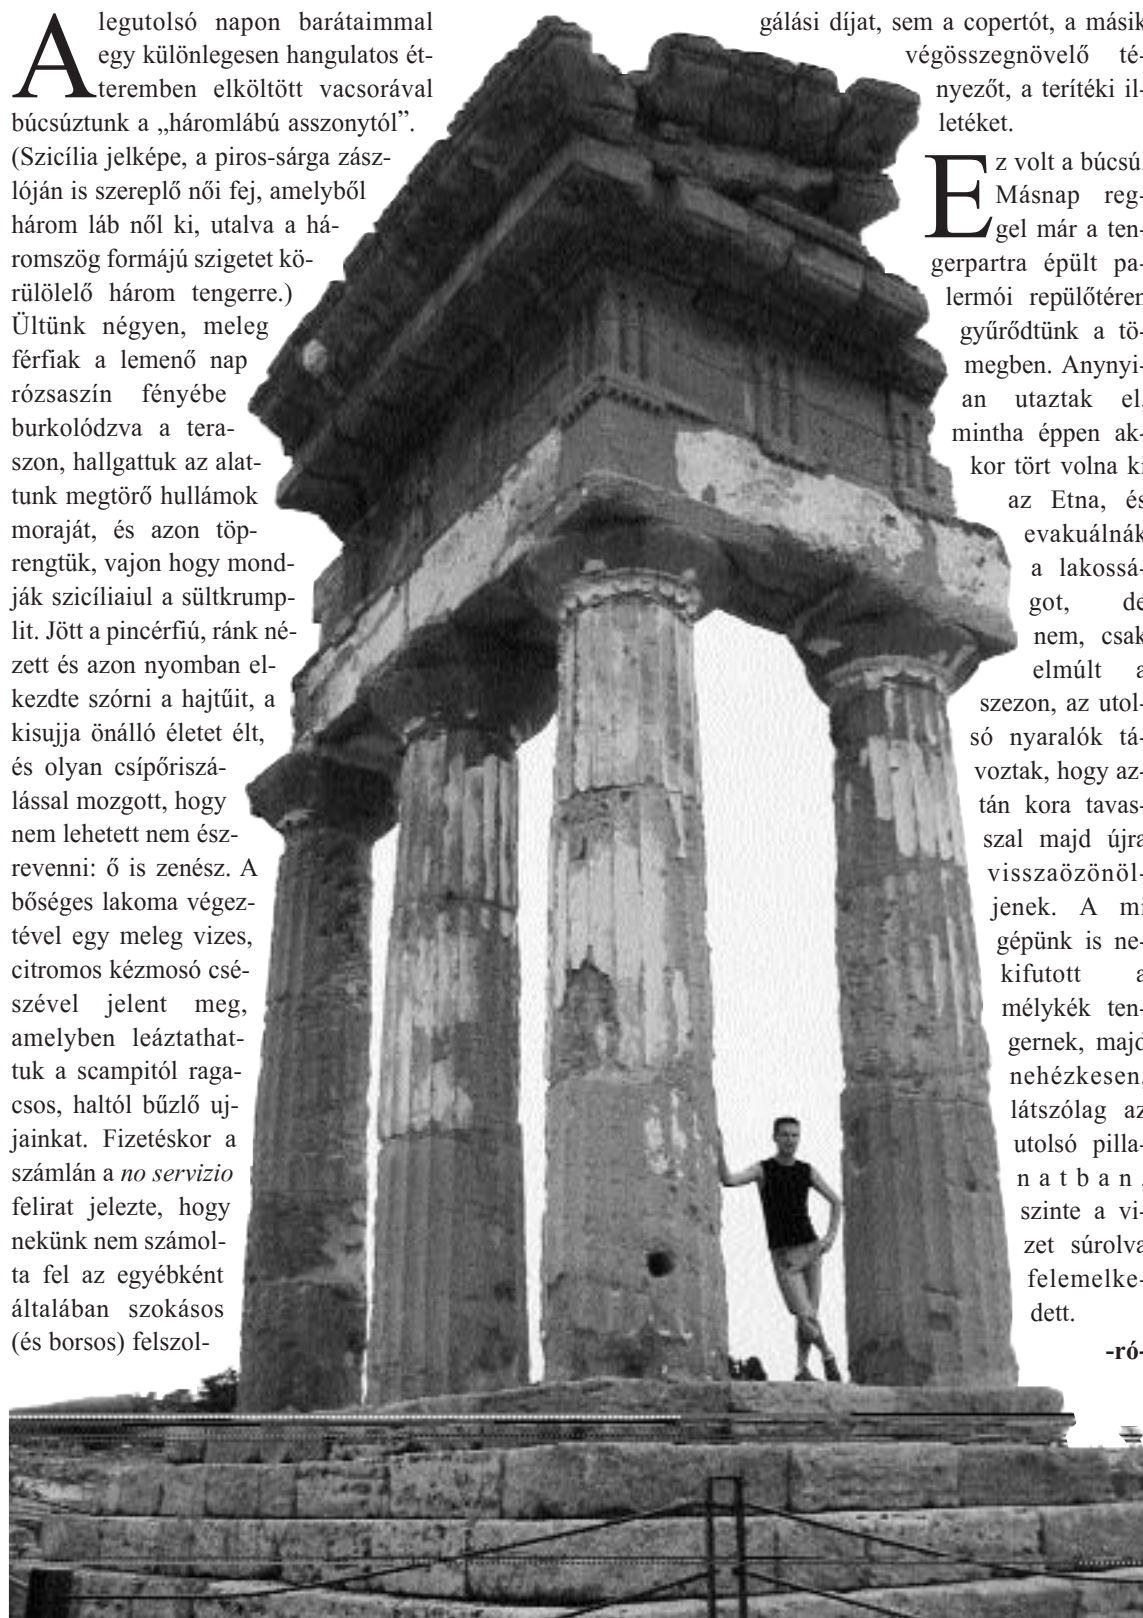 A legutolsó napon barátaimmal
egy különlegesen hangulatos ét-
teremben elköltött vacsorával
búcsúztunk a „háromlábú asszonytól”.
(Szicília jelképe, a piros-sárga zász-
lóján is szereplő női fej, amelyből
három láb nől ki, utalva a há-
romszög formájú szigetet kö-
rülölelő három tengerre.)
Ültünk négyen, meleg
férfiak a lemenő nap
rózsaszín fényébe
burkolódzva a tera-
szon, hallgattuk az alat-
tunk megtörő hullámok
moraját, és azon töp-
rengtük, vajon hogy mond-
ják szicíliaiul a sültkrump-
lit. Jött a pincérfiú, ránk né-
zett és azon nyomban el-
kezdte szórni a hajtűit, a
kisujja önálló életet élt,
és olyan csípőriszá-
lással mozgott, hogy
nem lehetett nem ész-
revenni: ő is zenész. A
bőséges lakoma végez-
tével egy meleg vizes,
citromos kézmosó csé-
szével jelent meg,
amelyben leáztathat-
tuk a scampitól raga-
csos, haltól bűzlő uj-
jainkat. Fizetéskor a
számlán a no servizio
felirat jelezte, hogy
nekünk nem számol-
ta fel az egyébként
általában szokásos
(és borsos) felszol-
gálási díjat, sem a copertót, a másik
végösszegnövelő té-
nyezőt, a terítéki il-
letéket.
Ez volt a búcsú.
Másnap reg-
gel már a ten-
gerpartra épült pa-
lermói repülőtéren
gyűrődtünk a tö-
megben. Anynyi-
an utaztak el,
mintha éppen ak-
kor tört volna ki
az Etna, és
evakuálnák
a lakossá-
got, de
nem, csak
elmúlt a
szezon, az utol-
só nyaralók tá-
voztak, hogy az-
tán kora tavas-
szal majd újra
visszaözönöl-
jenek. A mi
gépünk is ne-
kifutott a
mélykék ten-
gernek, majd
nehézkesen,
látszólag az
utolsó pilla-
natban,
szinte a vi-
zet súrolva
felemelke-
dett.
-ró-